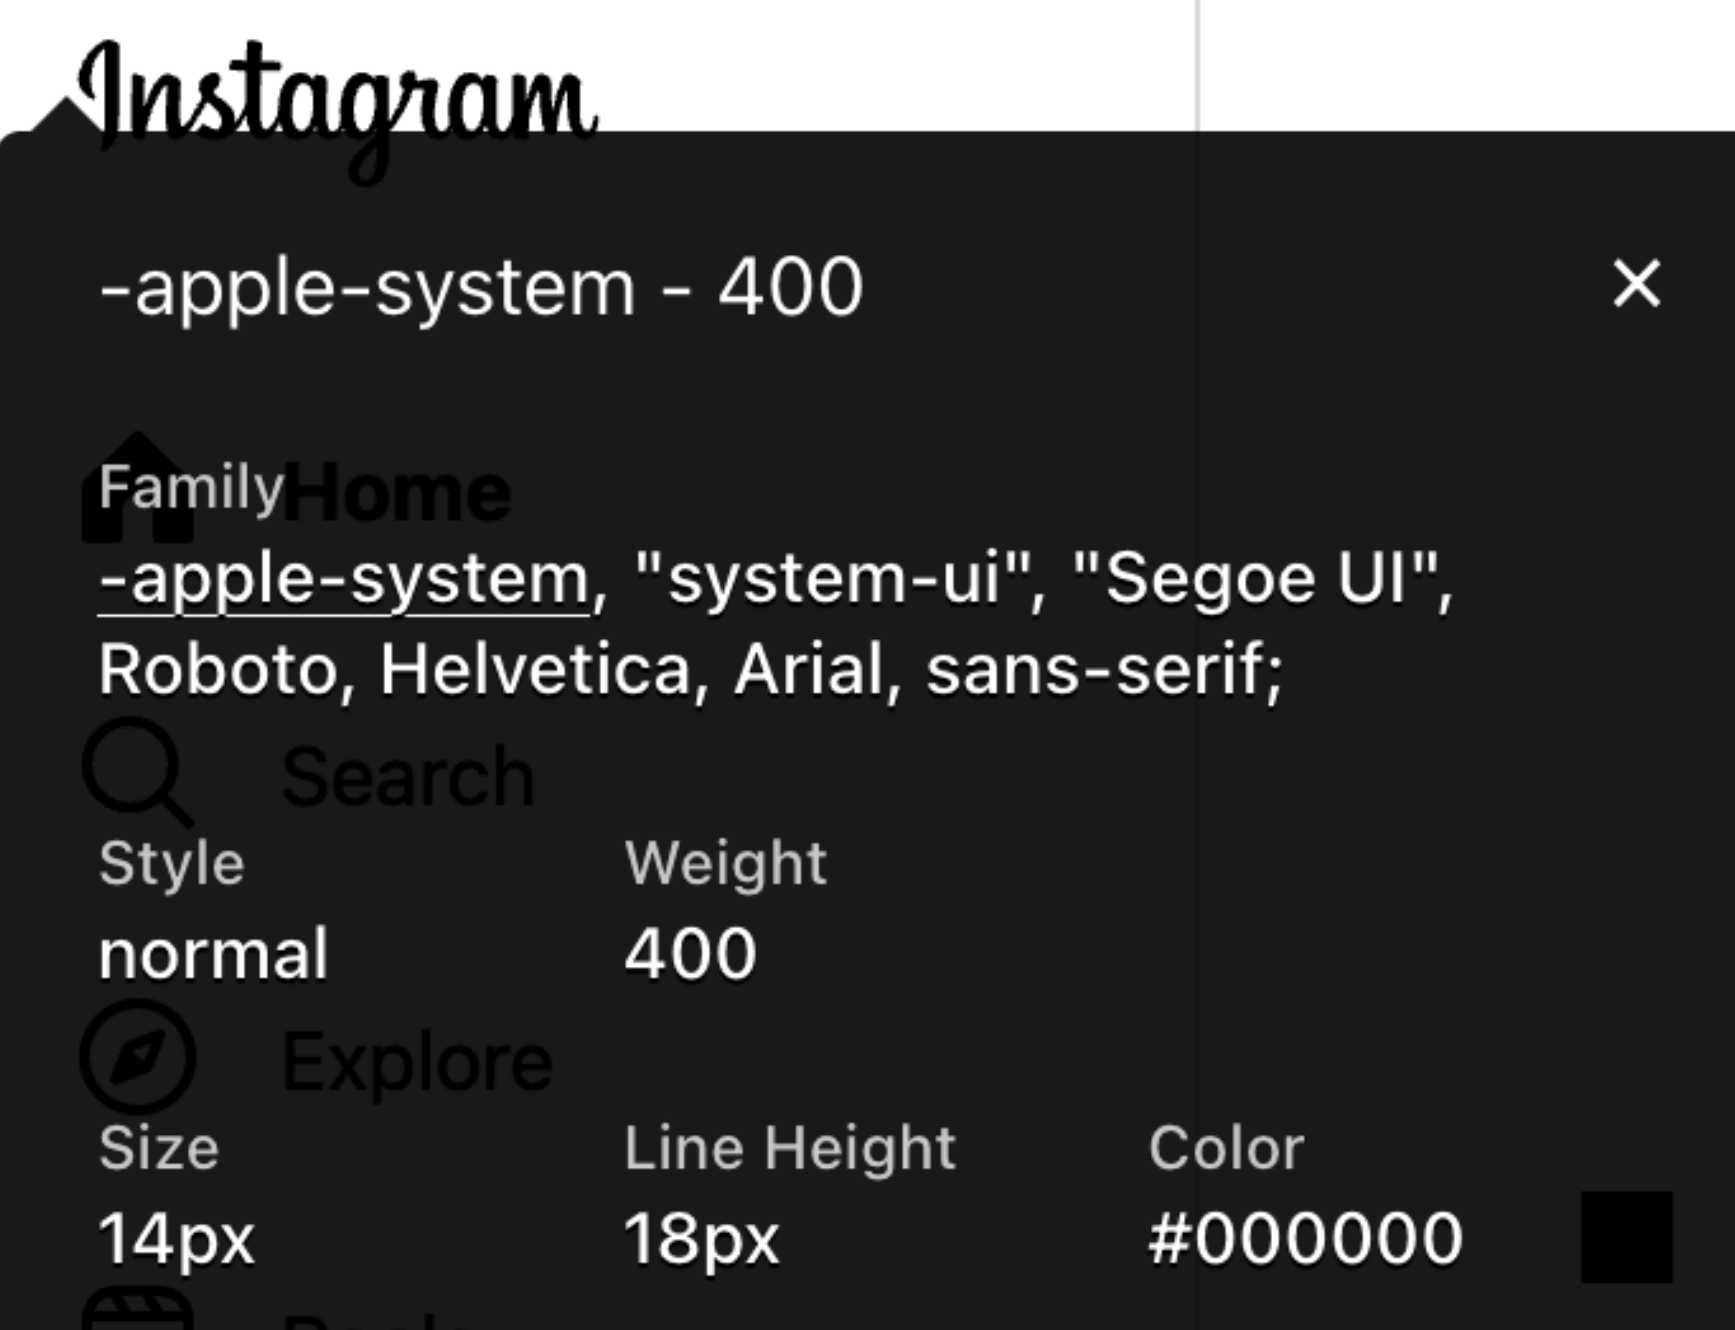 Instagram
-apple-system - 400
Family
Home
-apple-system, "system-ui", "Segoe UI",
Roboto, Helvetica, Arial, sans-serif;
Search
Style Weight
normal 400
Explore
Size Line Height Color
14px 18px #000000